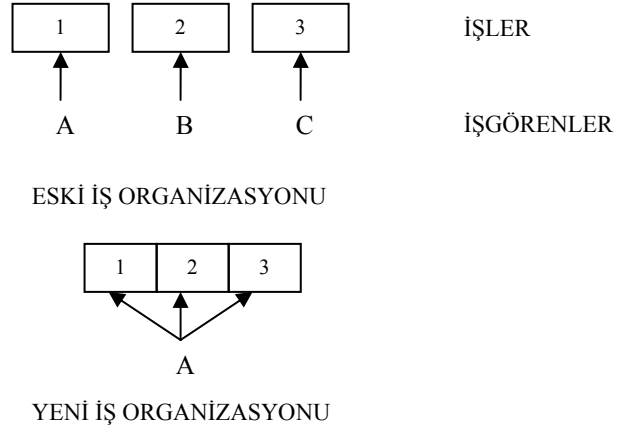 1 2 3 İŞLER
A B C İŞGÖRENLER
ESKİ İŞ ORGANİZASYONU
1 2 3
A
YENİ İŞ ORGANİZASYONU